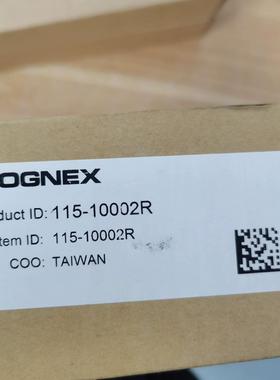 OGNEX
duct ID: 115-10002R
tem ID: 115-10002R
COO: TAIWAN